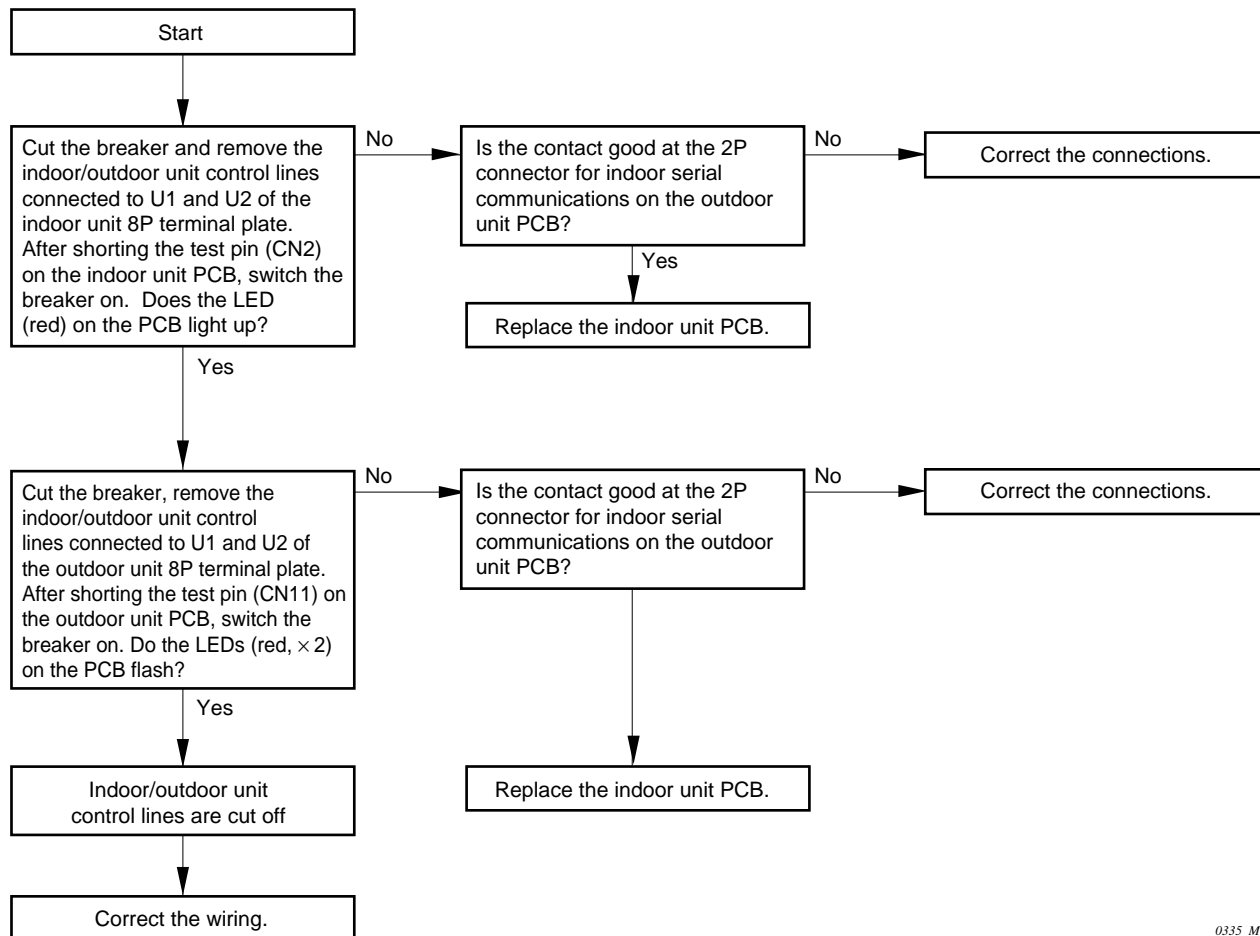 Start
Cut the breaker and remove the
indoor/outdoor unit control lines
connected to U1 and U2 of the
indoor unit 8P terminal plate.
After shorting the test pin (CN2)
on the indoor unit PCB, switch the
breaker on. Does the LED
(red) on the PCB light up?
No
Is the contact good at the 2P
connector for indoor serial
communications on the outdoor
unit PCB?
No
Correct the connections.
Yes
Replace the indoor unit PCB.
Yes
Cut the breaker, remove the
indoor/outdoor unit control
lines connected to U1 and U2 of
the outdoor unit 8P terminal plate.
After shorting the test pin (CN11) on
the outdoor unit PCB, switch the
breaker on. Do the LEDs (red, × 2)
on the PCB flash?
No
Is the contact good at the 2P
connector for indoor serial
communications on the outdoor
unit PCB?
No
Correct the connections.
Yes
Indoor/outdoor unit
control lines are cut off
Replace the indoor unit PCB.
Correct the wiring.
0335_M